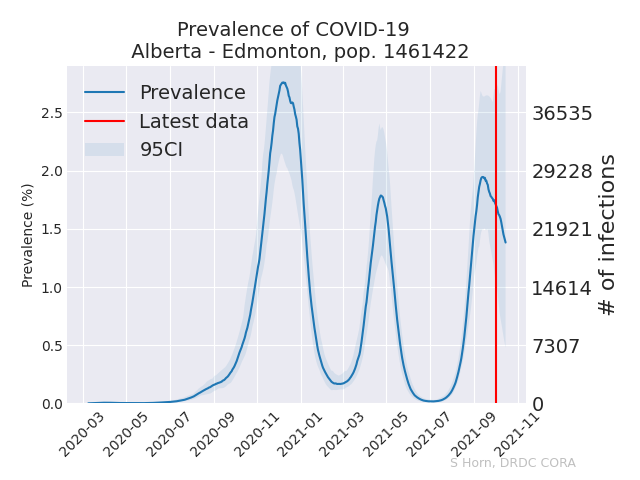 Prevalence of COVID-19
Alberta - Edmonton, pop. 1461422
Prevalence
Latest data
95CI
Prevalence (%)
2.5
2.0
1.5
1.0
0.5
0.0
36535
29228
21921
14614
7307
0
# of infections
2020-03
2020-05
2020-07
2020-09
2020-11
2021-01
2021-03
2021-05
2021-07
2021-09
2021-11
S Horn, DRDC CORA